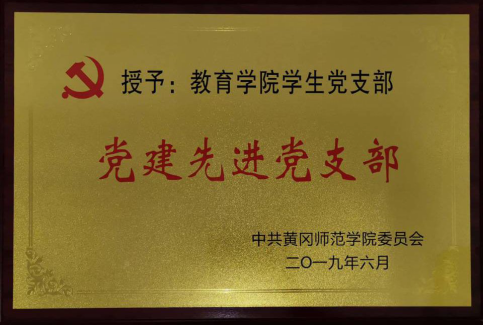 授予：教育学院学生党支部
党建先进党支部
中共黄冈师范学院委员会
二O一九年六月